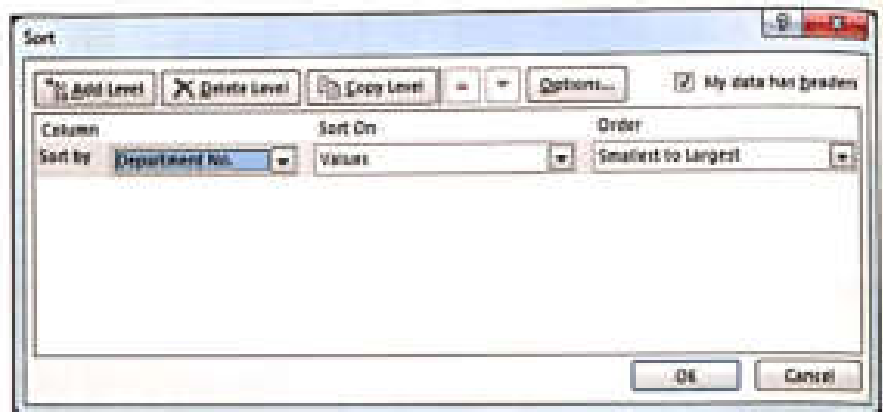 Sort
Add Level Delete Level Copy Level Options... My data has headers
Column Sort On Order
Sort by Department No. Values Smallest to Largest
OK Cancel